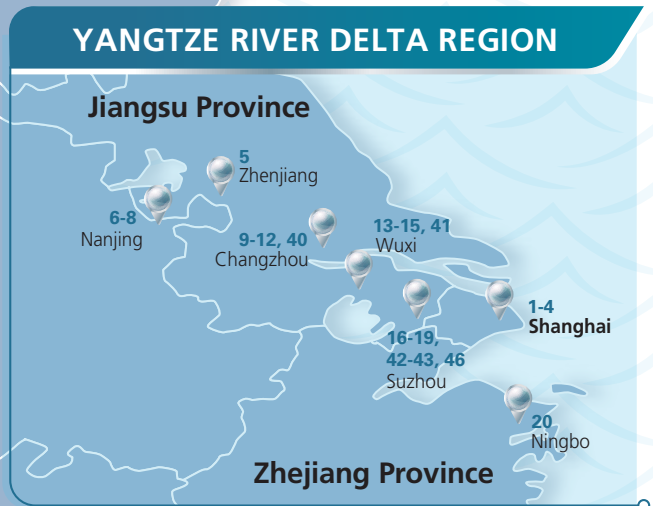 YANGTZE RIVER DELTA REGION
Jiangsu Province
5
Zhenjiang
6-8
Nanjing
9-12, 40
Changzhou
13-15, 41
Wuxi
1-4
Shanghai
16-19,
42-43, 46
Suzhou
20
Ningbo
Zhejiang Province